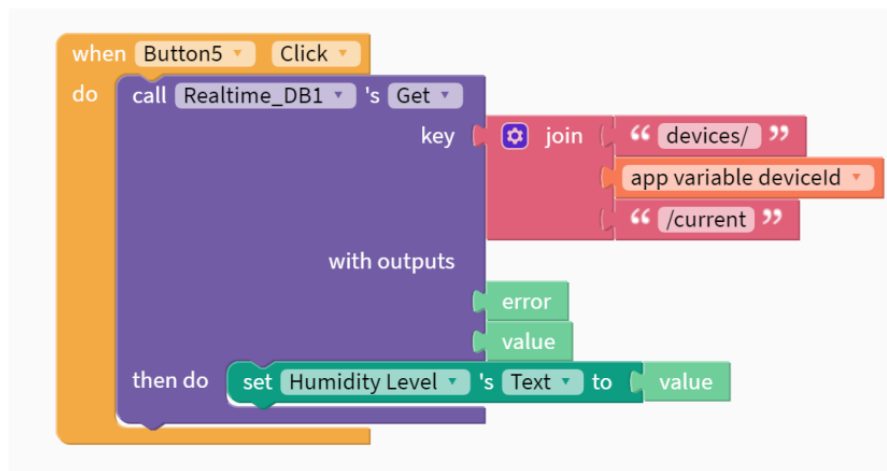 when Button5 Click
do call Realtime_DB1 's Get
key join “ devices/ ”
app variable deviceId
“ /current ”
with outputs
error
value
then do set Humidity Level 's Text to value